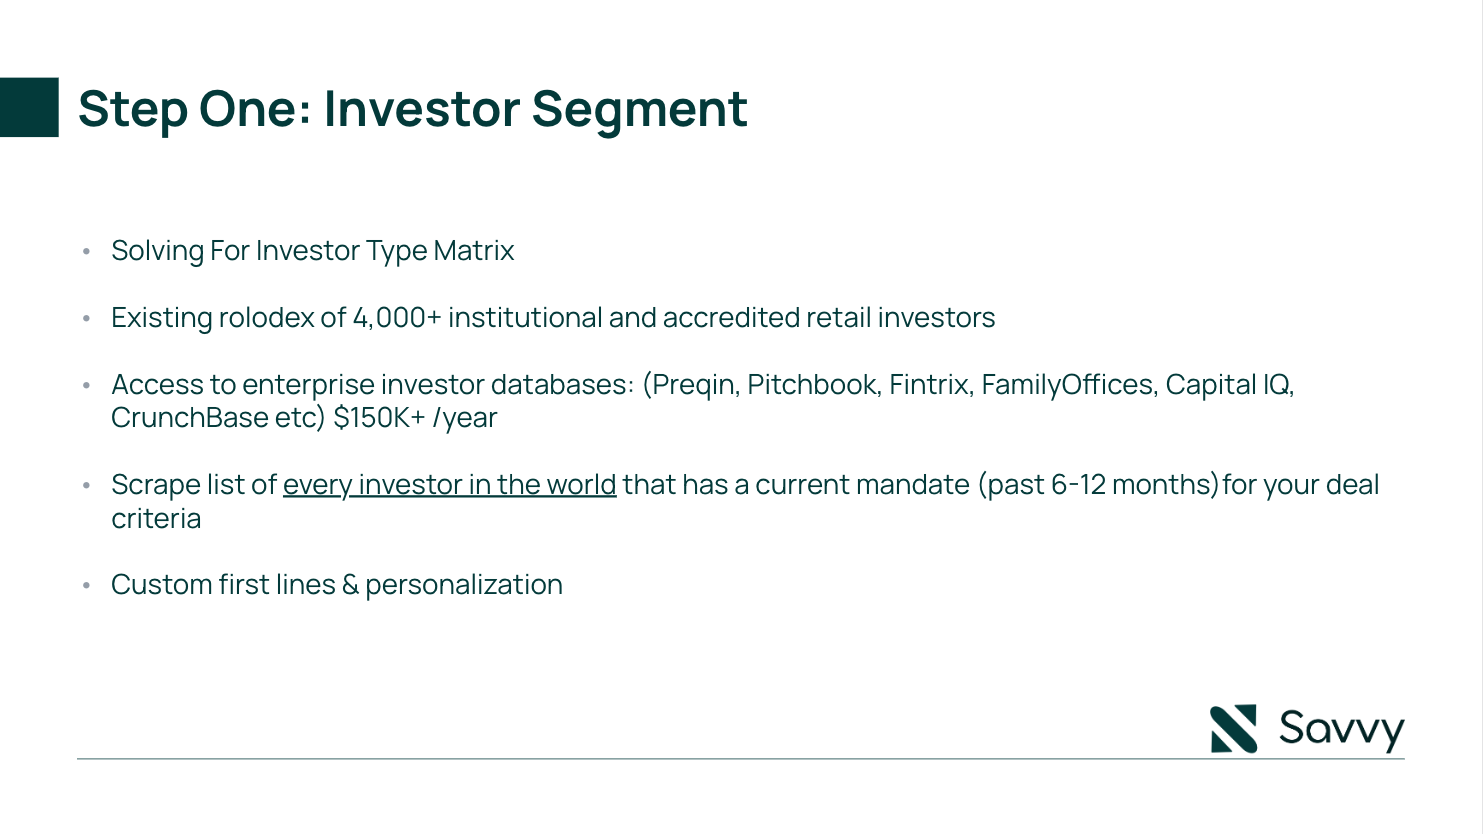 Step One: Investor Segment
• Solving For Investor Type Matrix
• Existing rolodex of 4,000+ institutional and accredited retail investors
• Access to enterprise investor databases: (Preqin, Pitchbook, Fintrix, FamilyOffices, Capital IQ,
CrunchBase etc) $150K+ /year
• Scrape list of every investor in the world that has a current mandate (past 6-12 months)for your deal
criteria
• Custom first lines & personalization
Savvy